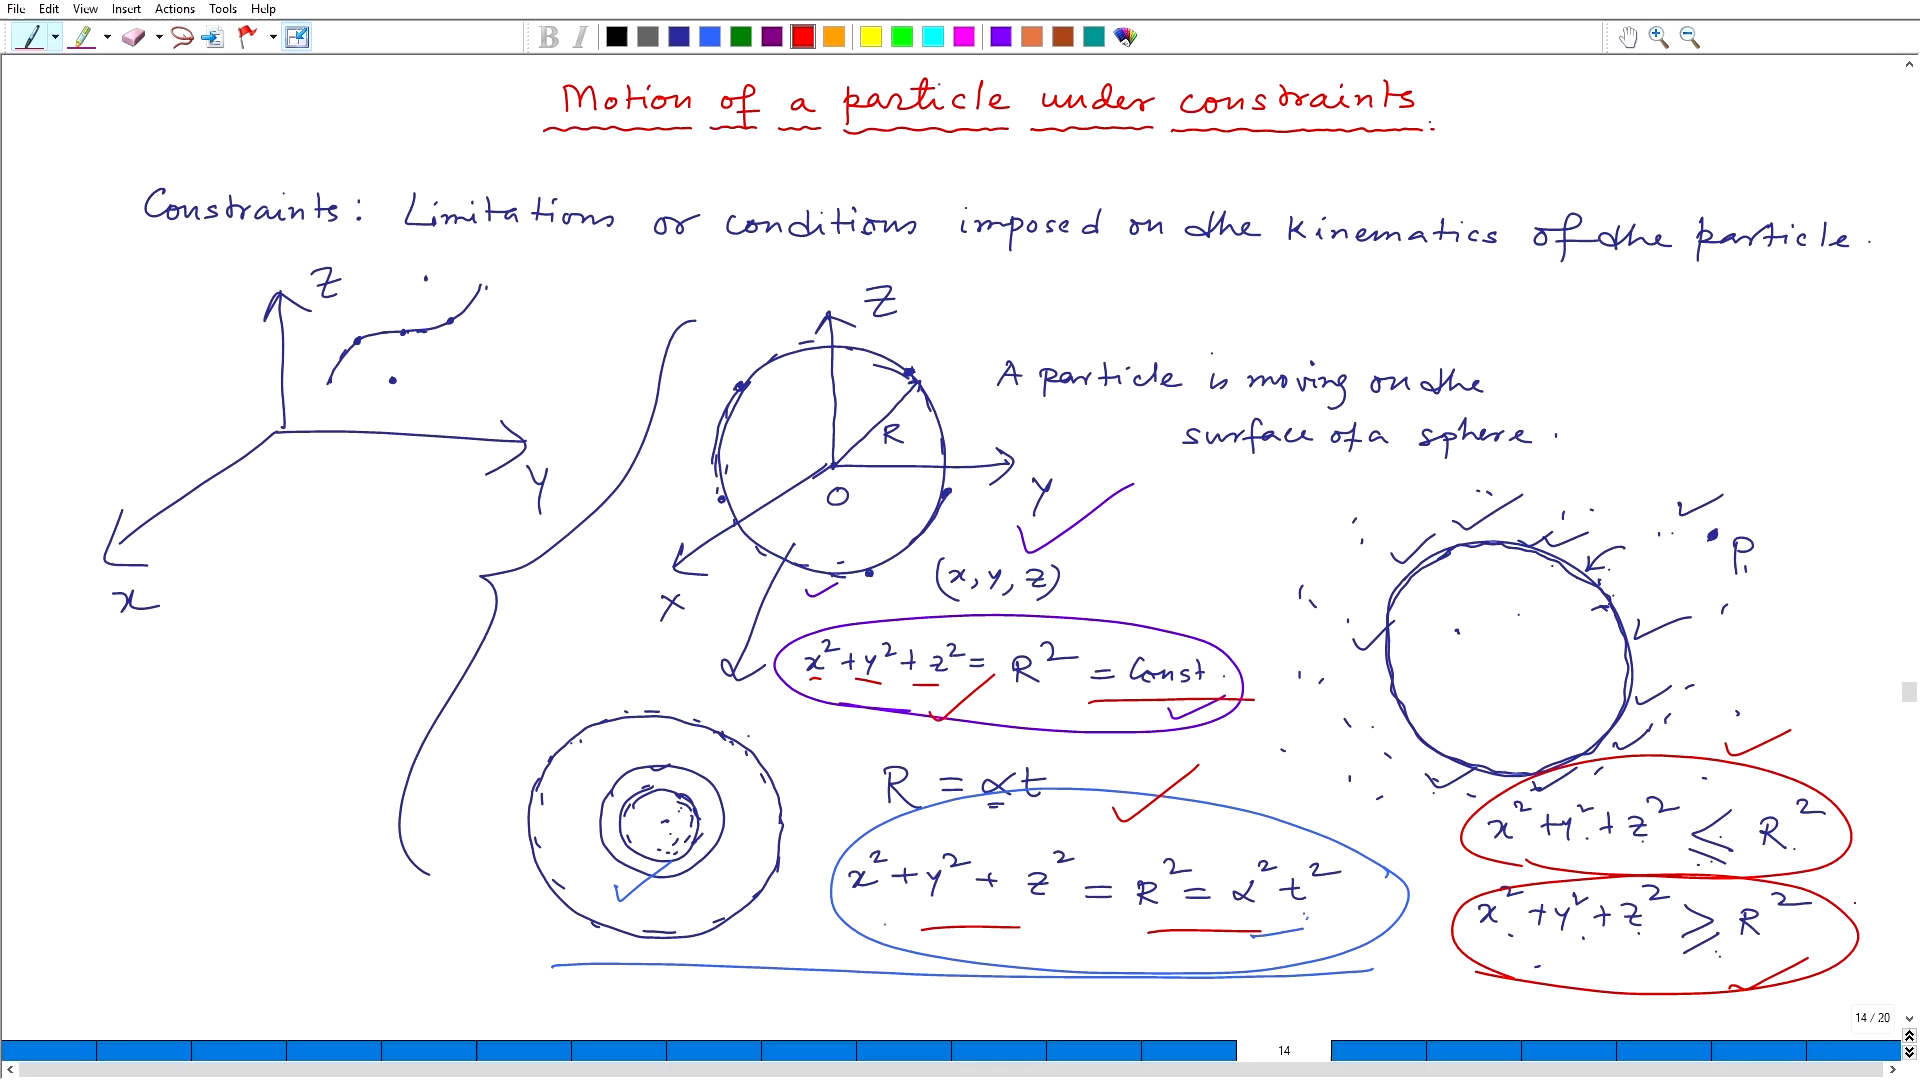 File Edit View Insert Actions Tools Help
B I
Motion of a particle under constraints.
Constraints: Limitations or conditions imposed on the kinematics of the particle.
Z
Y
x
Z
R
O
Y
X
A particle is moving on the
surface of a sphere.
(x, y, z)
x² + y² + z² = R² = Const.
P₁
R = αt
x² + y² + z² = R² = α²t²
x² + y² + z² ≤ R²
x² + y² + z² ≥ R²
14 / 20
14